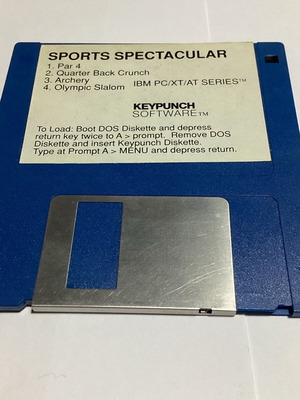 SPORTS SPECTACULAR
1. Par 4
2. Quarter Back Crunch
3. Archery
4. Olympic Slalom IBM PC/XT/AT SERIES™
KEYPUNCH
SOFTWARE™
To Load: Boot DOS Diskette and depress
return key twice to A > prompt. Remove DOS
Diskette and insert Keypunch Diskette.
Type at Prompt A > MENU and depress return.